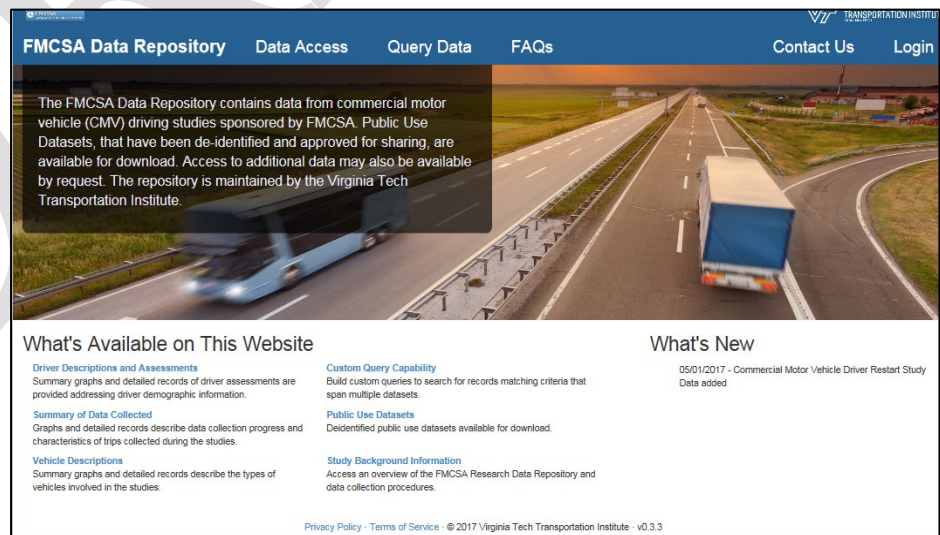 FMCSA
TRANSPORTATION INSTITUT
FMCSA Data Repository Data Access Query Data FAQs Contact Us Login
The FMCSA Data Repository contains data from commercial motor
vehicle (CMV) driving studies sponsored by FMCSA. Public Use
Datasets, that have been de-identified and approved for sharing, are
available for download. Access to additional data may also be available
by request. The repository is maintained by the Virginia Tech
Transportation Institute.
What's Available on This Website
Driver Descriptions and Assessments
Summary graphs and detailed records of driver assessments are
provided addressing driver demographic information.
Summary of Data Collected
Graphs and detailed records describe data collection progress and
characteristics of trips collected during the studies.
Vehicle Descriptions
Summary graphs and detailed records describe the types of
vehicles involved in the studies.
Custom Query Capability
Build custom queries to search for records matching criteria that
span multiple datasets.
Public Use Datasets
Deidentified public use datasets available for download.
Study Background Information
Access an overview of the FMCSA Research Data Repository and
data collection procedures.
What's New
05/01/2017 - Commercial Motor Vehicle Driver Restart Study
Data added
Privacy Policy · Terms of Service · © 2017 Virginia Tech Transportation Institute · v0.3.3